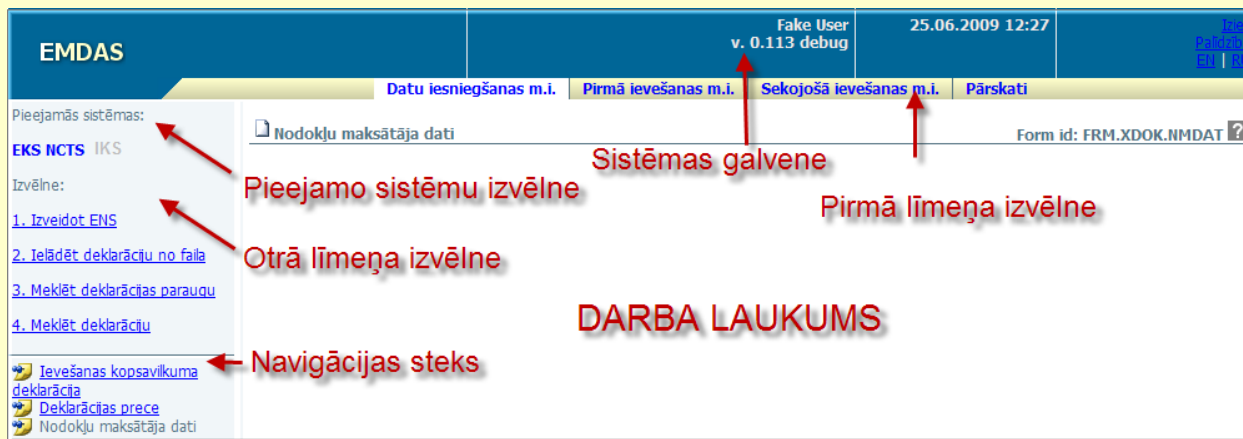 EMDAS
Fake User
v. 0.113 debug
25.06.2009 12:27
EN |
Datu iesniegšanas m.i. | Pirmā ievešanas m.i. | Sekojošā ievešanas m.i. | Pārskati
Pieejamās sistēmas:
EKS NCTS IKS
Nodokļu maksātāja dati
Form id: FRM.XDOK.NMDAT ?
Sistēmas galvene
Pieejamo sistēmu izvēlne
Pirmā līmeņa izvēlne
Izvēlne:
1. Izveidot ENS
2. Ielādēt deklarāciju no faila
Otrā līmeņa izvēlne
3. Meklēt deklarācijas paraugu
4. Meklēt deklarāciju
DARBA LAUKUMS
Navigācijas steks
Ievešanas kopsavilkuma
deklarācija
Deklarācijas prece
Nodokļu maksātāja dati